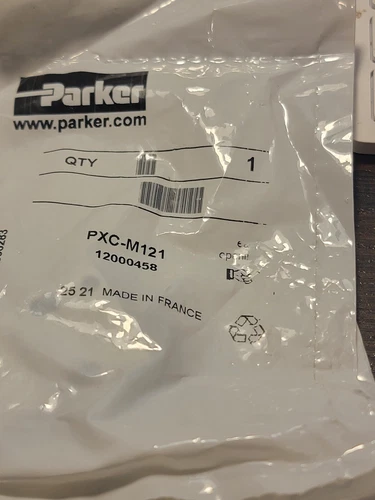 Parker
www.parker.com
QTY 1
PXC-M121
12000458
25 21 MADE IN FRANCE